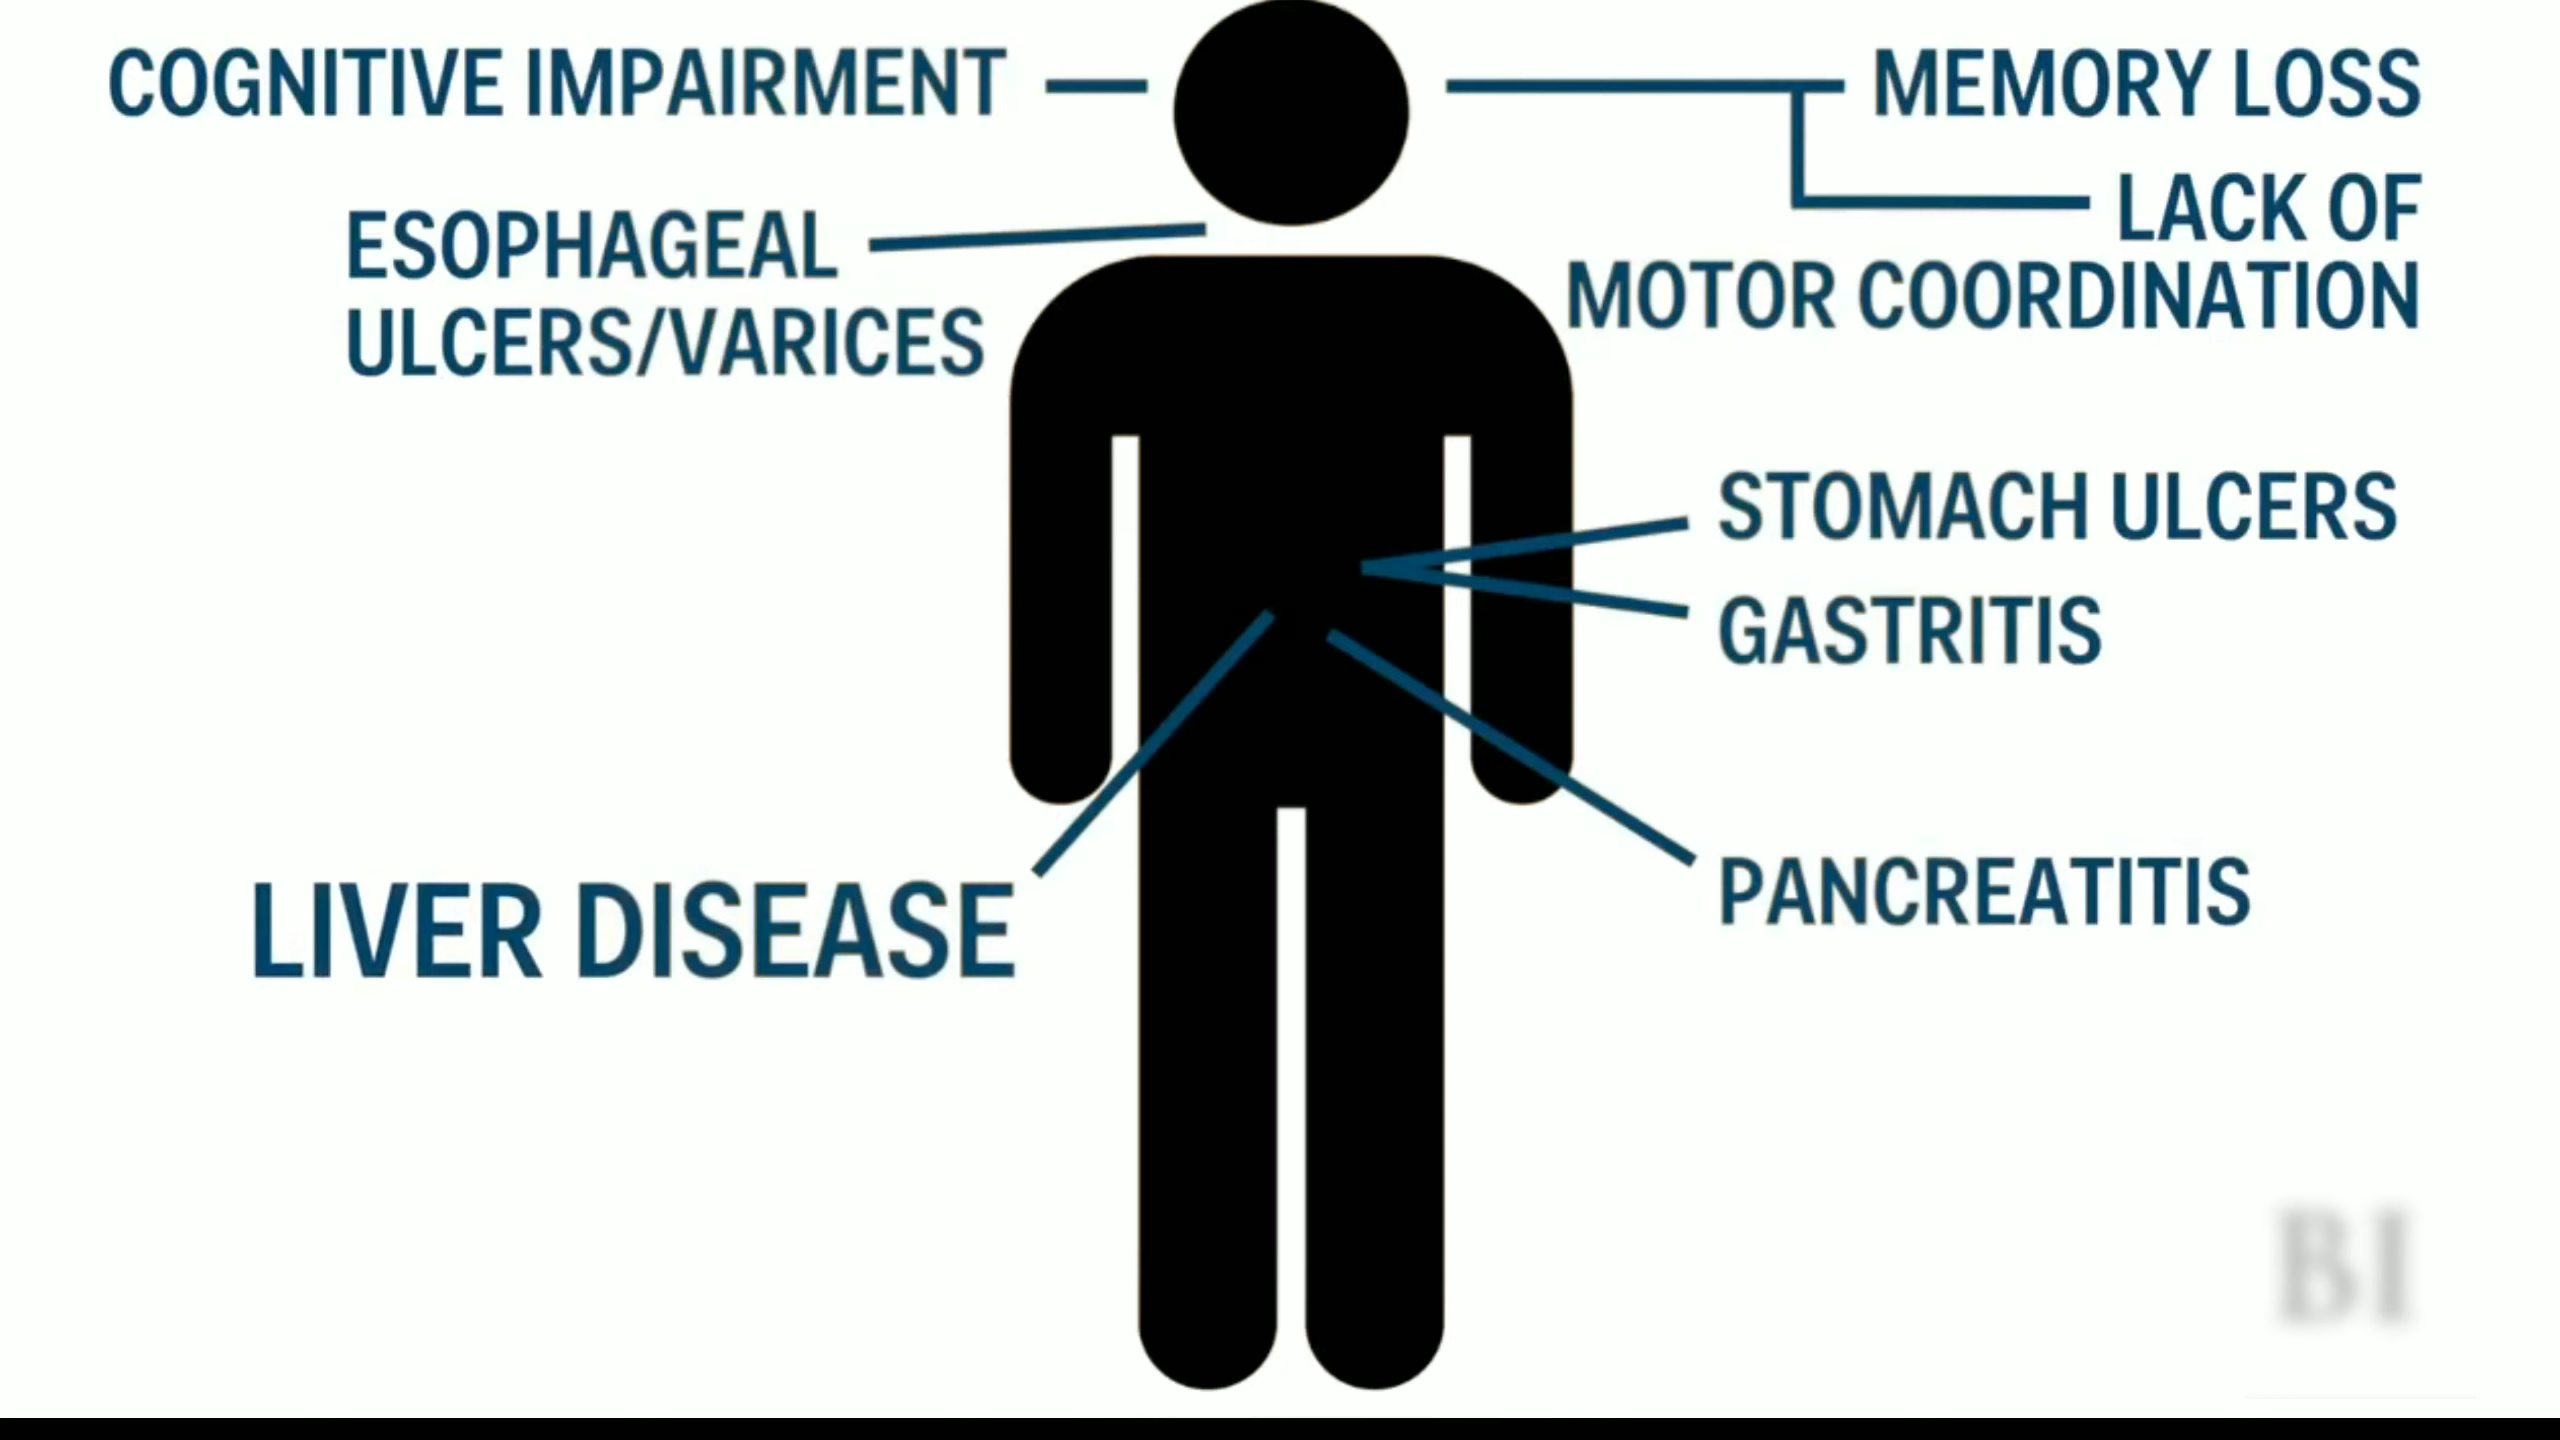 COGNITIVE IMPAIRMENT
MEMORY LOSS
LACK OF
MOTOR COORDINATION
ESOPHAGEAL
ULCERS/VARICES
STOMACH ULCERS
GASTRITIS
LIVER DISEASE
PANCREATITIS
BI